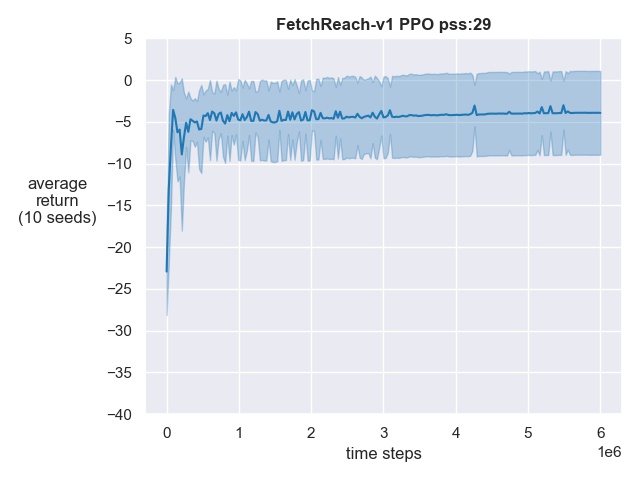 FetchReach-v1 PPO pss:29
5
0
−5
−10
−15
−20
−25
−30
−35
−40
average
return
(10 seeds)
0 1 2 3 4 5 6
1e6
time steps